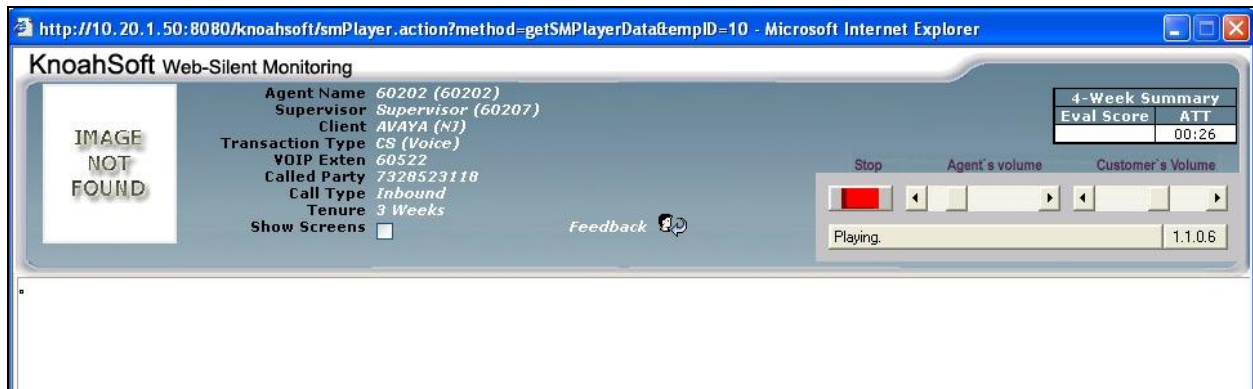 http://10.20.1.50:8080/knoahsoft/smPlayer.action?method=getSMPlayerData&empID=10 - Microsoft Internet Explorer
KnoahSoft Web-Silent Monitoring
IMAGE
NOT
FOUND
Agent Name 60202 (60202)
Supervisor Supervisor (60207)
Client AVAYA (NJ)
Transaction Type CS (Voice)
VOIP Exten 60522
Called Party 7328523118
Call Type Inbound
Tenure 3 Weeks
Show Screens
Feedback
4-Week Summary
Eval Score ATT
00:26
Stop Agent's volume Customer's Volume
Playing. 1.1.0.6